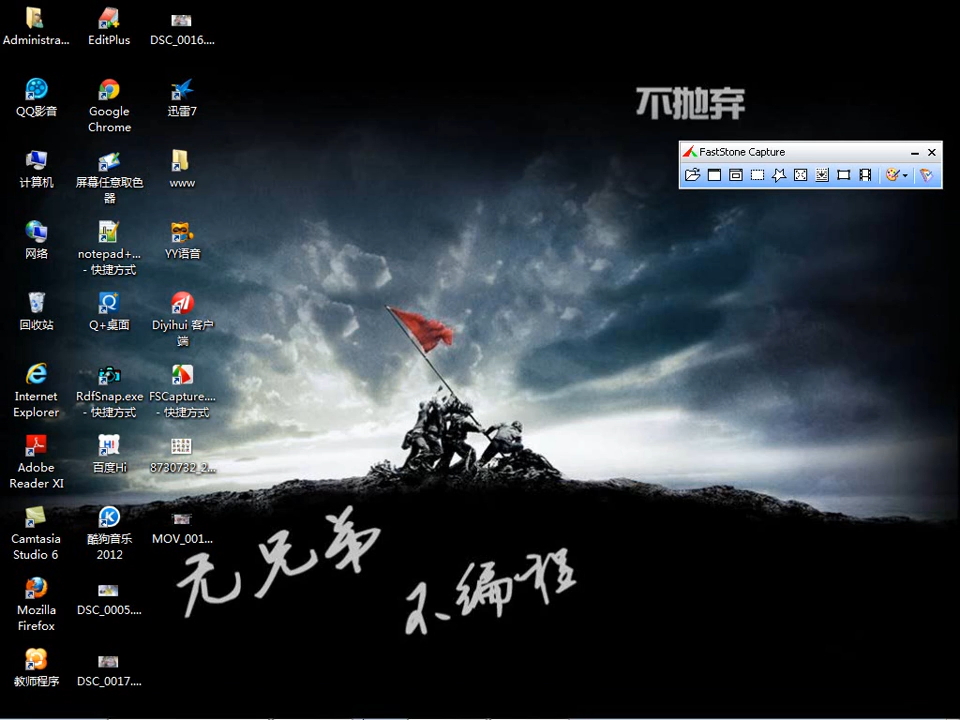 Administra...
EditPlus
DSC_0016....
QQ影音
Google
Chrome
迅雷7
计算机
屏幕任意取色
器
www
网络
notepad+...
- 快捷方式
YY语音
回收站
Q+桌面
Diyihui 客户
端
Internet
Explorer
RdfSnap.exe
- 快捷方式
FSCapture....
- 快捷方式
Adobe
Reader XI
百度Hi
8730732_2...
Camtasia
Studio 6
酷狗音乐
2012
MOV_001...
Mozilla
Firefox
DSC_0005....
教师程序
DSC_0017....
不抛弃
FastStone Capture
无兄弟
不编程